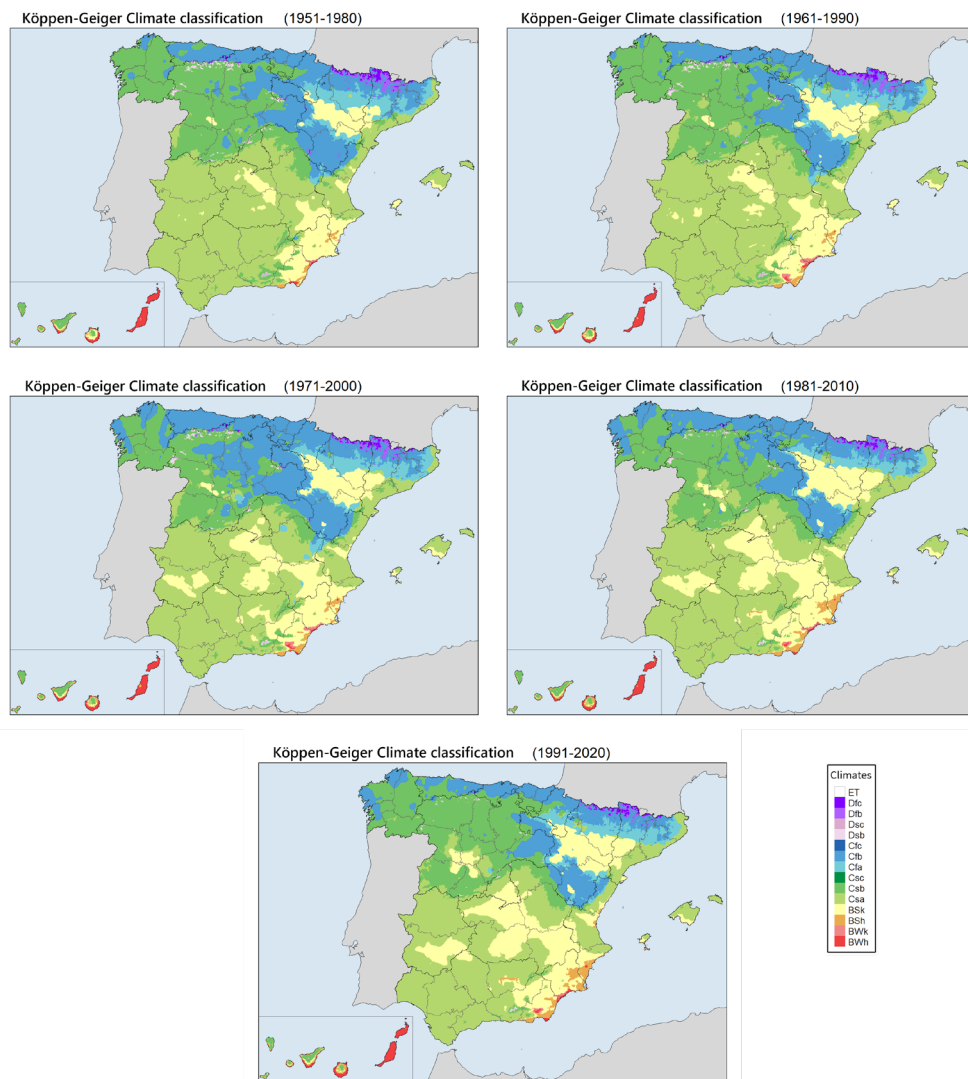 Köppen-Geiger Climate classification (1951-1980)
Köppen-Geiger Climate classification (1961-1990)
Köppen-Geiger Climate classification (1971-2000)
Köppen-Geiger Climate classification (1981-2010)
Köppen-Geiger Climate classification (1991-2020)
Climates
ET
Dfc
Dfb
Dsc
Dsb
Cfc
Cfb
Cfa
Csc
Csb
Csa
BSk
BSh
BWk
BWh